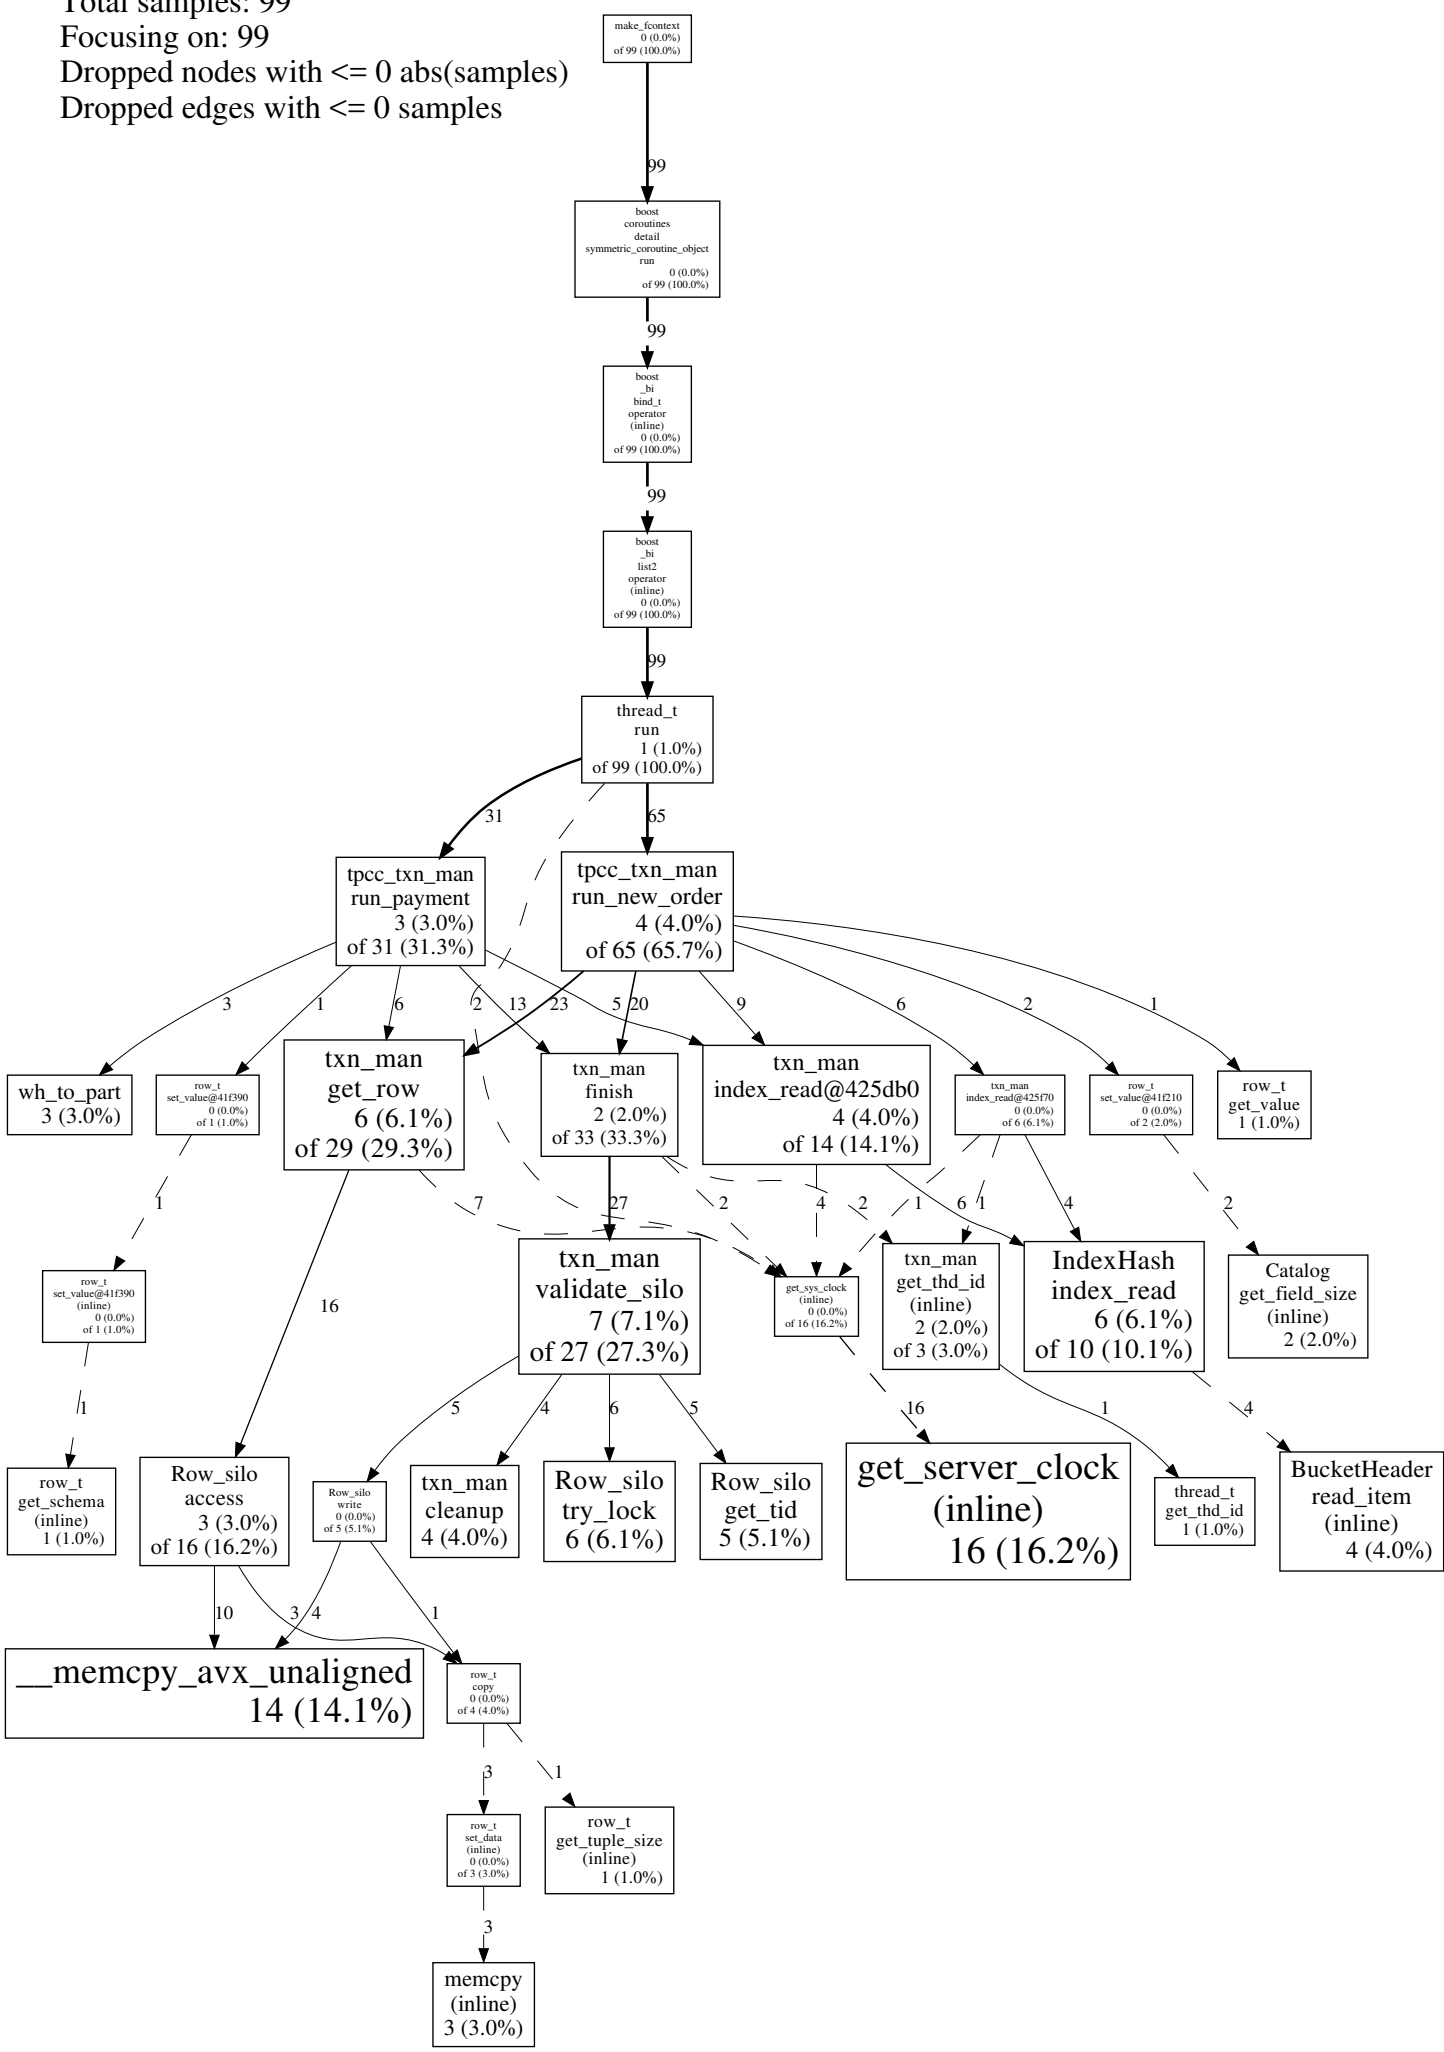 Total samples: 99
Focusing on: 99
Dropped nodes with <= 0 abs(samples)
Dropped edges with <= 0 samples
make_fcontext
0 (0.0%)
of 99 (100.0%)
99
boost
coroutines
detail
symmetric_coroutine_object
run
0 (0.0%)
of 99 (100.0%)
99
boost
_bi
bind_t
operator
(inline)
0 (0.0%)
of 99 (100.0%)
99
boost
_bi
list2
operator
(inline)
0 (0.0%)
of 99 (100.0%)
99
thread_t
run
1 (1.0%)
of 99 (100.0%)
31
65
tpcc_txn_man
run_payment
3 (3.0%)
of 31 (31.3%)
tpcc_txn_man
run_new_order
4 (4.0%)
of 65 (65.7%)
3
1
6
2
13
23
5
20
9
6
2
1
wh_to_part
3 (3.0%)
row_t
set_value@41f390
0 (0.0%)
of 1 (1.0%)
txn_man
get_row
6 (6.1%)
of 29 (29.3%)
txn_man
finish
2 (2.0%)
of 33 (33.3%)
txn_man
index_read@425db0
4 (4.0%)
of 14 (14.1%)
txn_man
index_read@425f70
0 (0.0%)
of 6 (6.1%)
row_t
set_value@41f210
0 (0.0%)
of 2 (2.0%)
row_t
get_value
1 (1.0%)
1
7
27
2
4
2
1
6
1
4
2
row_t
set_value@41f390
(inline)
0 (0.0%)
of 1 (1.0%)
16
txn_man
validate_silo
7 (7.1%)
of 27 (27.3%)
get_sys_clock
(inline)
0 (0.0%)
of 16 (16.2%)
txn_man
get_thd_id
(inline)
2 (2.0%)
of 3 (3.0%)
IndexHash
index_read
6 (6.1%)
of 10 (10.1%)
Catalog
get_field_size
(inline)
2 (2.0%)
1
5
4
6
5
16
1
4
row_t
get_schema
(inline)
1 (1.0%)
Row_silo
access
3 (3.0%)
of 16 (16.2%)
Row_silo
write
0 (0.0%)
of 5 (5.1%)
txn_man
cleanup
4 (4.0%)
Row_silo
try_lock
6 (6.1%)
Row_silo
get_tid
5 (5.1%)
get_server_clock
(inline)
16 (16.2%)
thread_t
get_thd_id
1 (1.0%)
BucketHeader
read_item
(inline)
4 (4.0%)
10
3
4
1
__memcpy_avx_unaligned
14 (14.1%)
row_t
copy
0 (0.0%)
of 4 (4.0%)
3
1
row_t
set_data
(inline)
0 (0.0%)
of 3 (3.0%)
row_t
get_tuple_size
(inline)
1 (1.0%)
3
memcpy
(inline)
3 (3.0%)